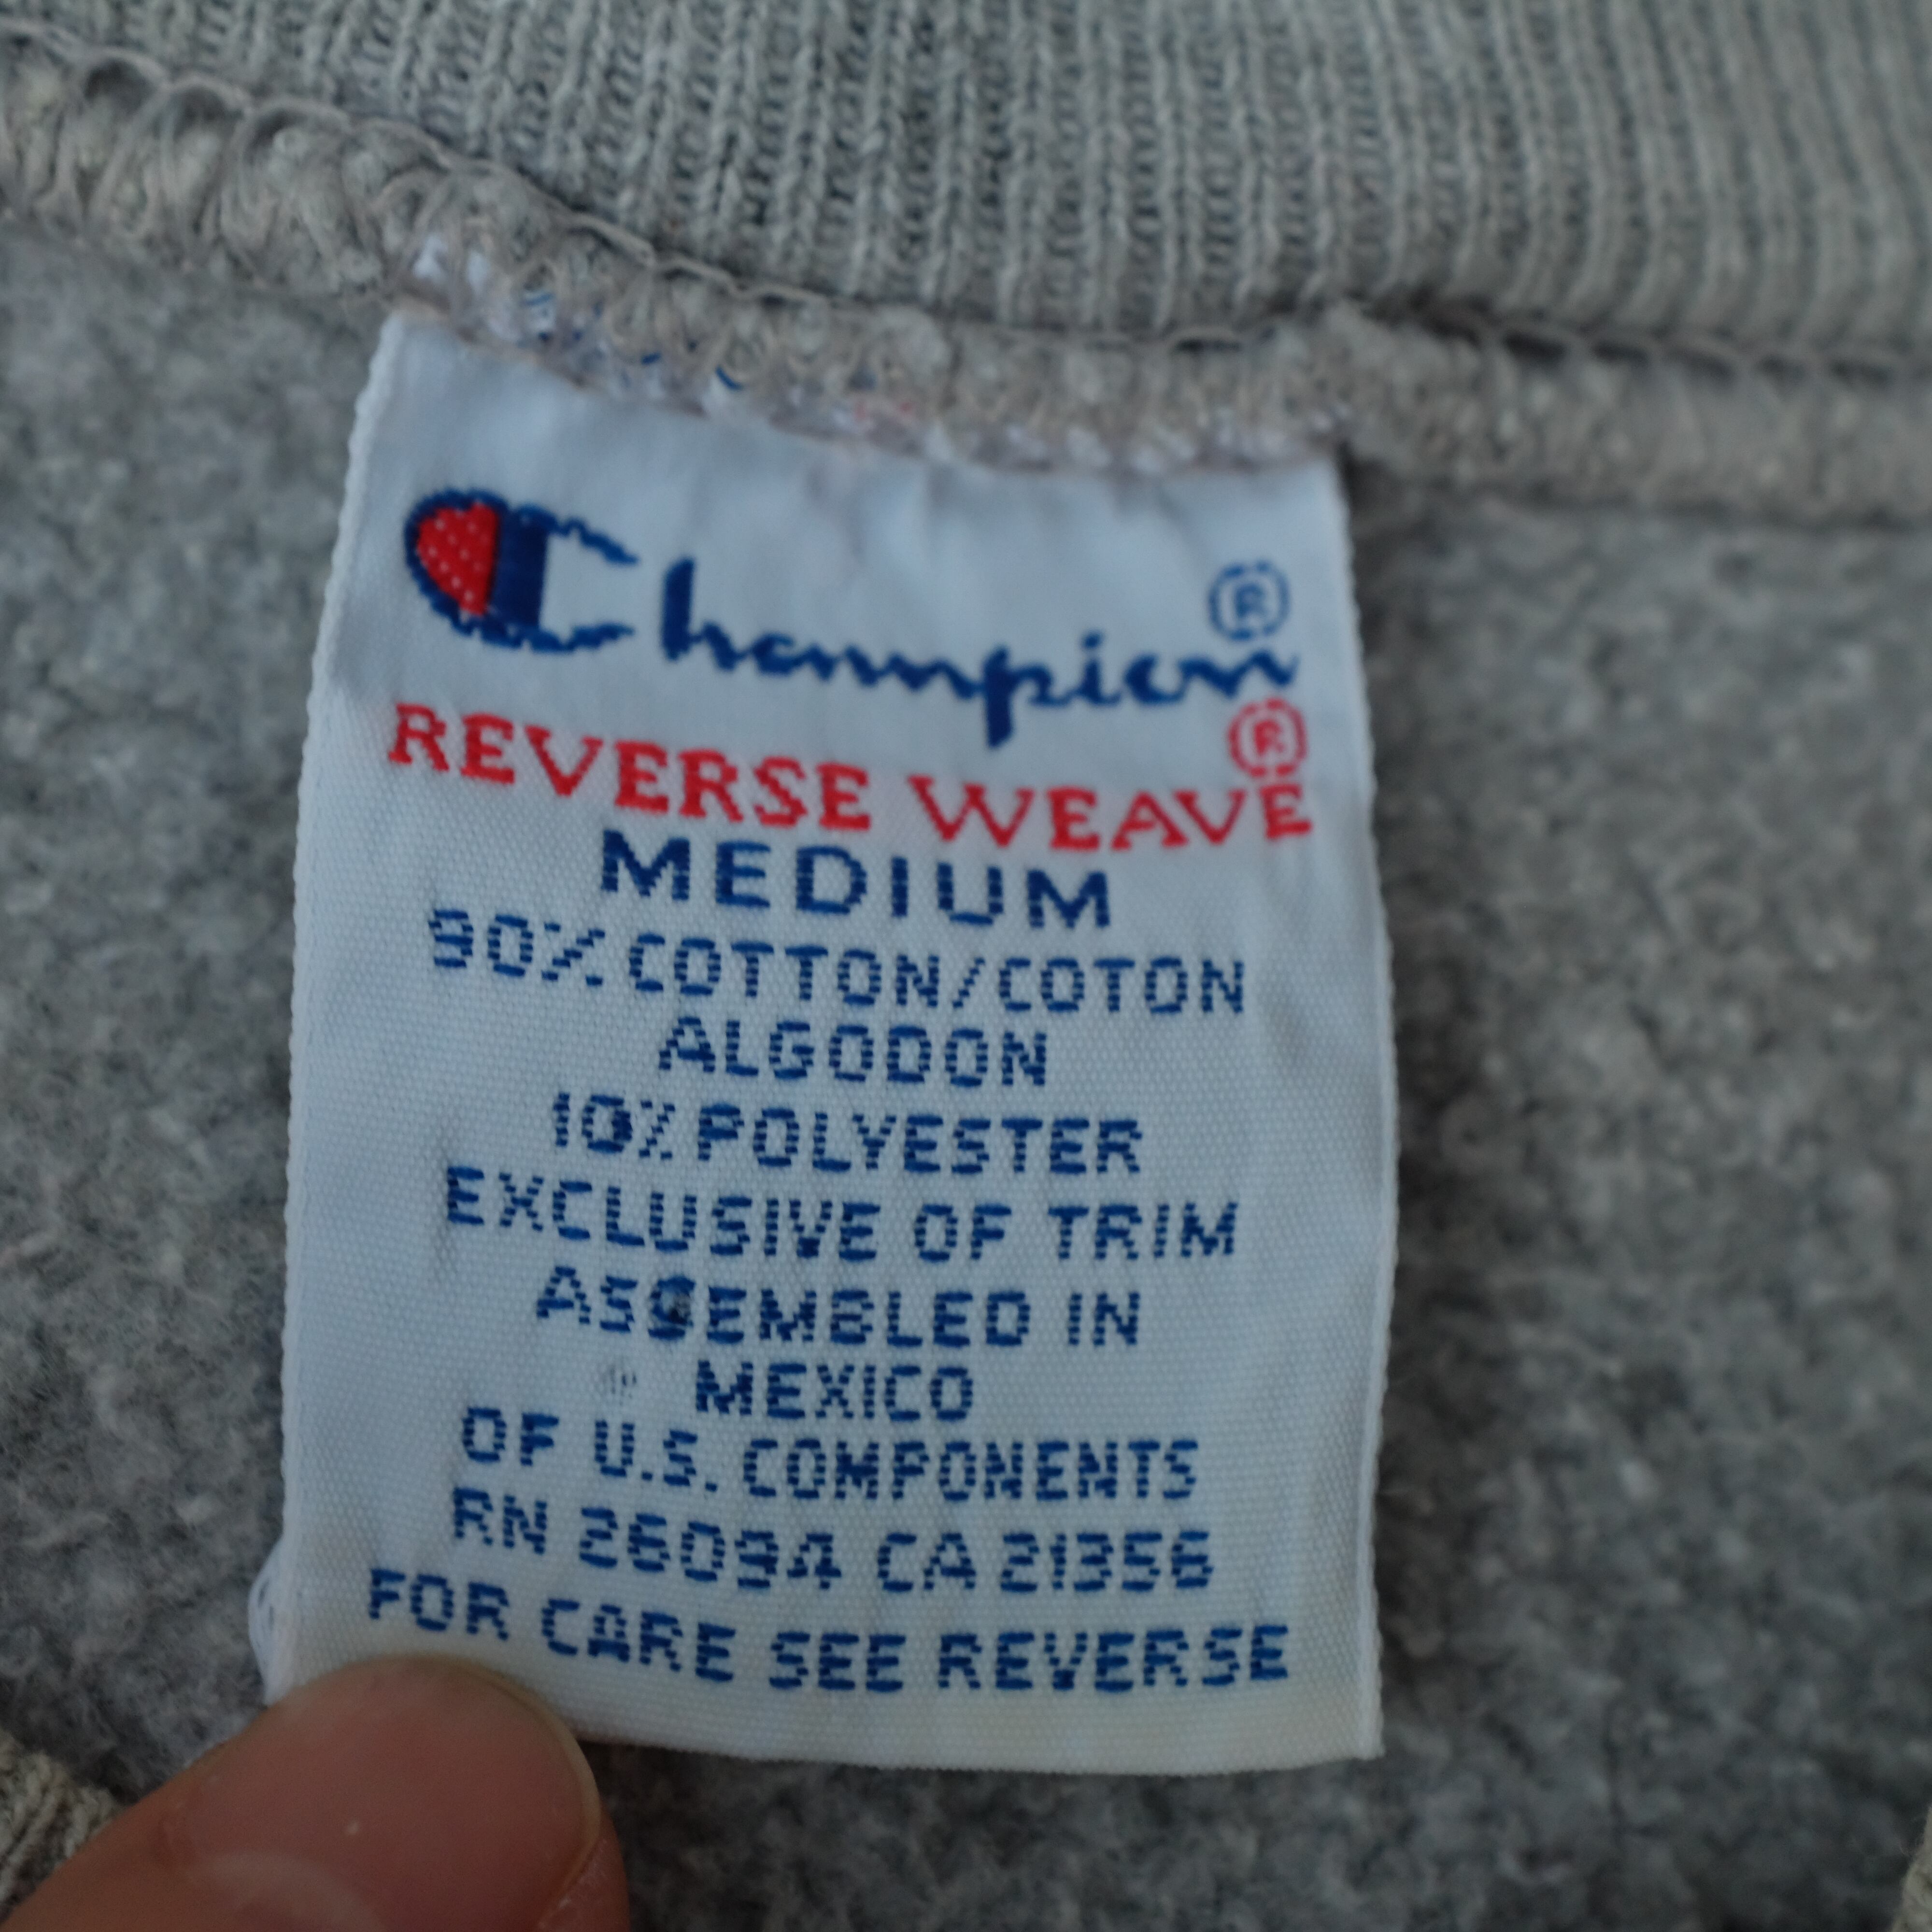 Champion®
REVERSE WEAVE®
MEDIUM
90% COTTON/COTON
ALGODON
10% POLYESTER
EXCLUSIVE OF TRIM
ASSEMBLED IN
MEXICO
OF U.S. COMPONENTS
RN 26094 CA 21356
FOR CARE SEE REVERSE